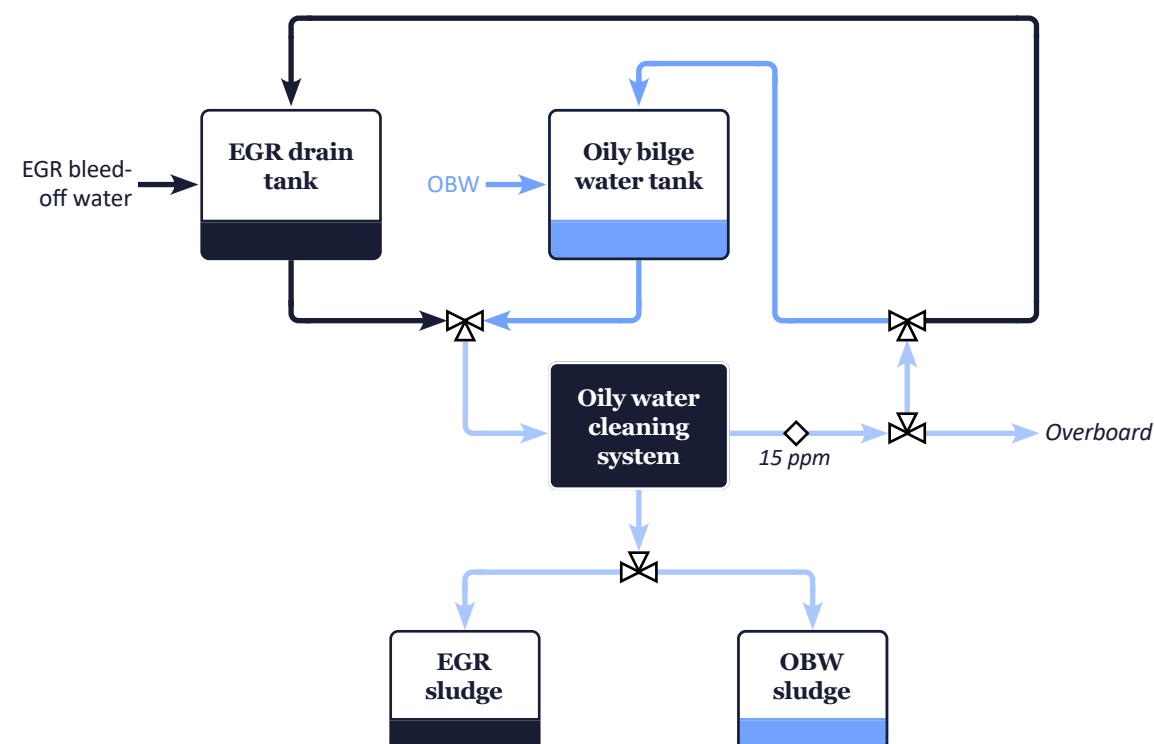 EGR drain
tank
Oily bilge
water tank
EGR bleed-
off water
OBW
Oily water
cleaning
system
15 ppm
Overboard
EGR
sludge
OBW
sludge